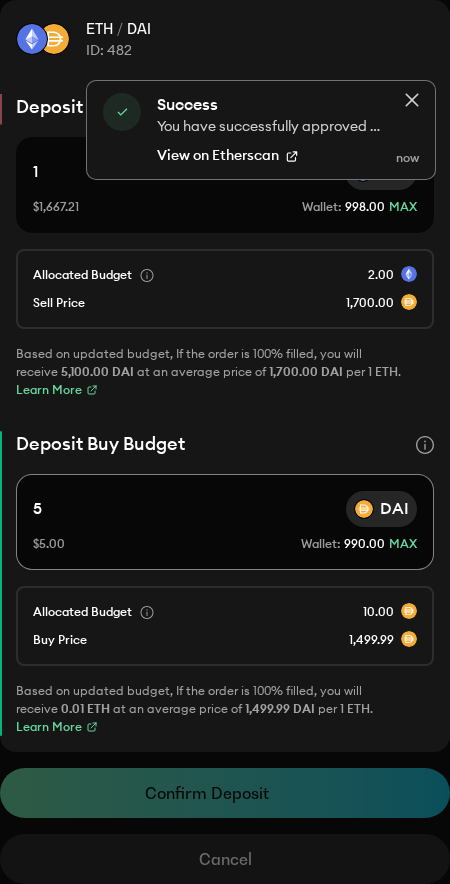 ETH / DAI
ID: 482
Success
You have successfully approved ...
View on Etherscan
now
Deposit
1
$1,667.21
Wallet: 998.00 MAX
Allocated Budget
2.00
Sell Price
1,700.00
Based on updated budget, If the order is 100% filled, you will
receive 5,100.00 DAI at an average price of 1,700.00 DAI per 1 ETH.
Learn More
Deposit Buy Budget
5
DAI
$5.00
Wallet: 990.00 MAX
Allocated Budget
10.00
Buy Price
1,499.99
Based on updated budget, If the order is 100% filled, you will
receive 0.01 ETH at an average price of 1,499.99 DAI per 1 ETH.
Learn More
Confirm Deposit
Cancel